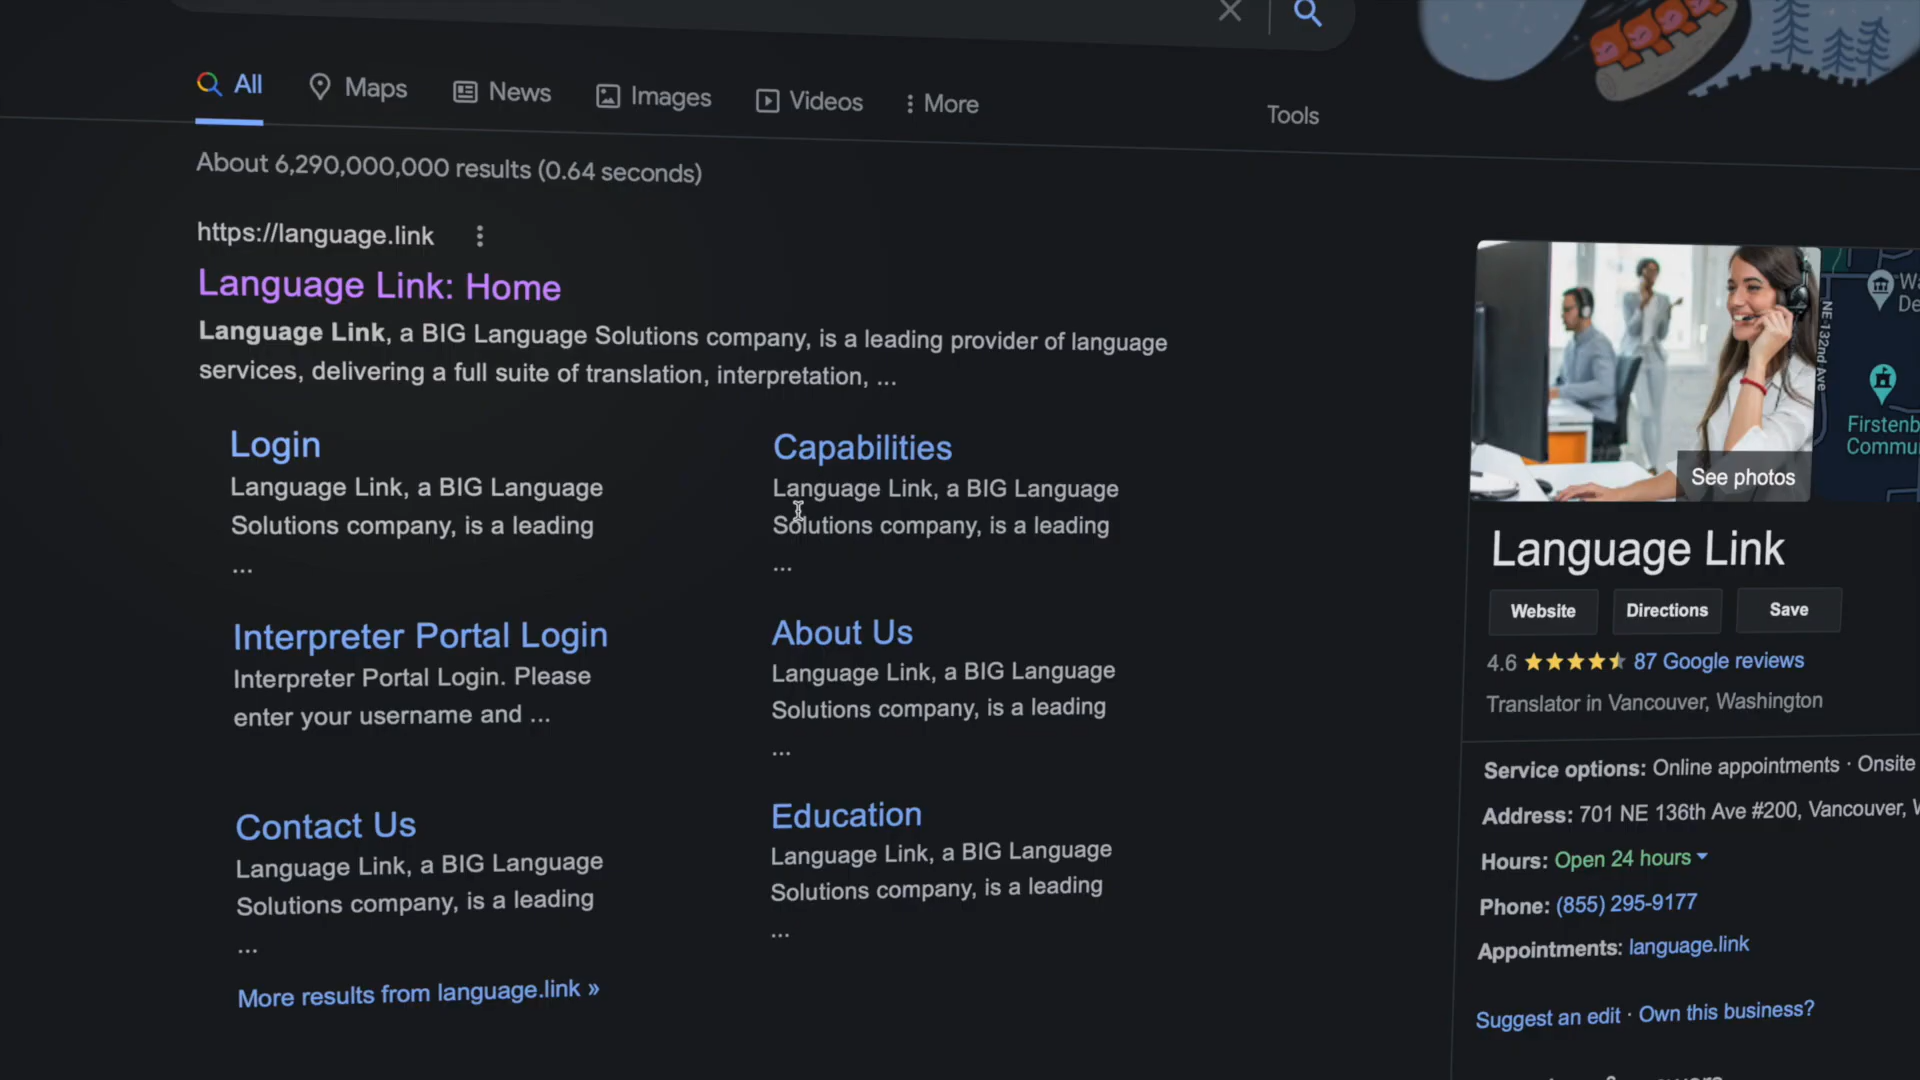 All
Maps
News
Images
Videos
More
Tools
About 6,290,000,000 results (0.64 seconds)
https://language.link
Language Link: Home
Language Link, a BIG Language Solutions company, is a leading provider of language
services, delivering a full suite of translation, interpretation, ...
Login
Language Link, a BIG Language
Solutions company, is a leading
...
Capabilities
Language Link, a BIG Language
Solutions company, is a leading
...
Interpreter Portal Login
Interpreter Portal Login. Please
enter your username and ...
About Us
Language Link, a BIG Language
Solutions company, is a leading
...
Contact Us
Language Link, a BIG Language
Solutions company, is a leading
...
Education
Language Link, a BIG Language
Solutions company, is a leading
...
More results from language.link »
NE 132nd Ave
Firstenb
Commu
See photos
Language Link
Website
Directions
Save
4.6
87 Google reviews
Translator in Vancouver, Washington
Service options: Online appointments · Onsite
Address: 701 NE 136th Ave #200, Vancouver,
Hours: Open 24 hours
Phone: (855) 295-9177
Appointments: language.link
Suggest an edit · Own this business?